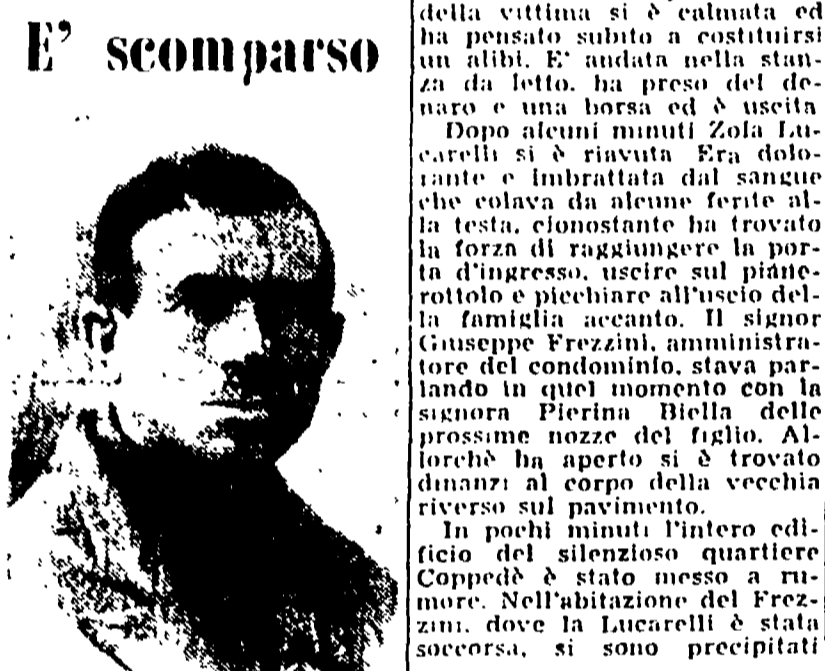 E' scomparso
della vittima si è calmata ed
ha pensato subito a costituirsi
un alibi. E' andata nella stan-
za da letto, ha preso del de-
naro e una borsa ed è uscita
Dopo alcuni minuti Zola Lu-
carelli si è riavuta Era dolo-
rante e imbrattata dal sangue
che colava da alcune ferite al-
la testa, cionostante ha trovato
la forza di raggiungere la por-
ta d'ingresso, uscire sul piane-
rottolo e picchiare all'uscio del-
la famiglia accanto. Il signor
Giuseppe Frezzini, amministra-
tore del condominio, stava par-
lando in quel momento con la
signora Pierina Biella delle
prossime nozze del figlio. Al-
lorchè ha aperto si è trovato
dinanzi al corpo della vecchia
riverso sul pavimento.
In pochi minuti l'intero edi-
ficio del silenzioso quartiere
Coppedè è stato messo a ru-
more. Nell'abitazione del Frez-
zini, dove la Lucarelli è stata
soccorsa, si sono precipitati